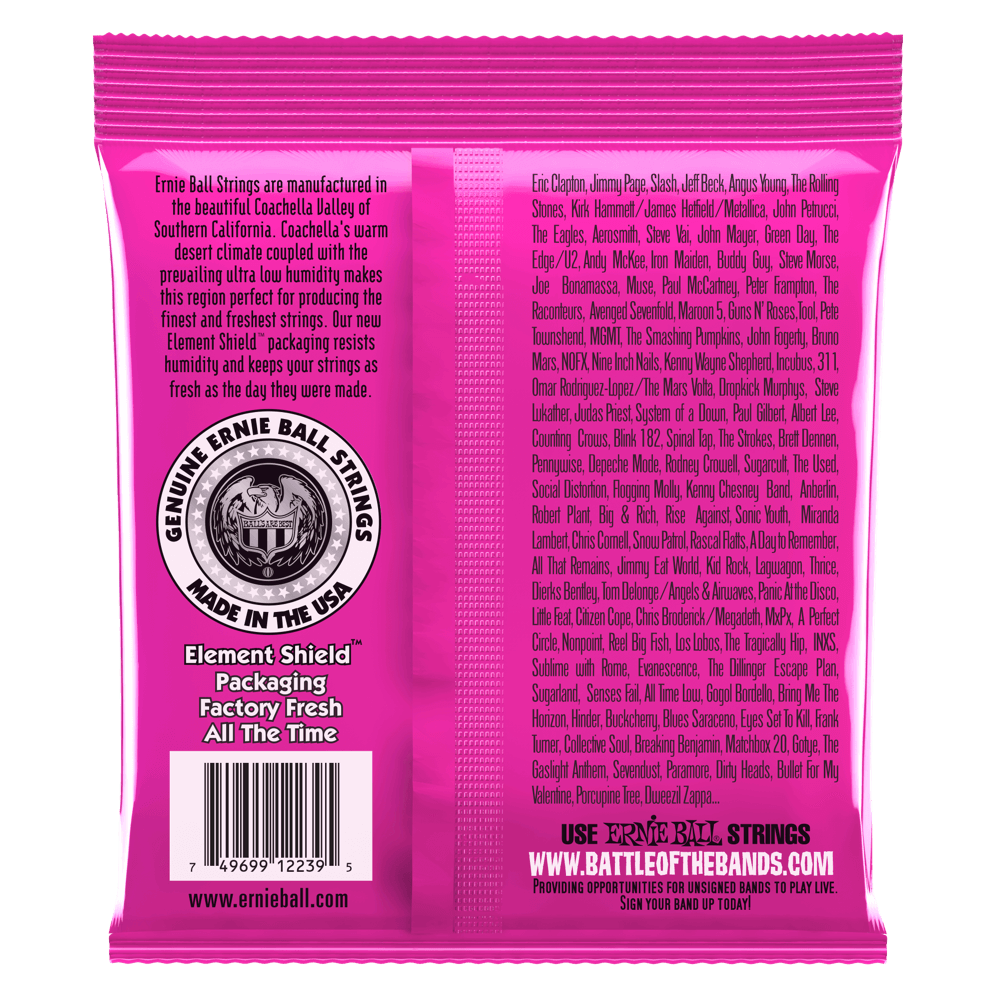 Ernie Ball Strings are manufactured in
the beautiful Coachella Valley of
Southern California. Coachella's warm
desert climate coupled with the
prevailing ultra low humidity makes
this region perfect for producing the
finest and freshest strings. Our new
Element Shield™ packaging resists
humidity and keeps your strings as
fresh as the day they were made.
GENUINE ERNIE BALL STRINGS
BALLS ARE BEST
MADE IN THE USA
Element Shield™
Packaging
Factory Fresh
All The Time
7 49699 12239 5
www.ernieball.com
Eric Clapton, Jimmy Page, Slash, Jeff Beck, Angus Young, The Rolling
Stones, Kirk Hammett/James Hetfield/Metallica, John Petrucci,
The Eagles, Aerosmith, Steve Vai, John Mayer, Green Day, The
Edge/U2, Andy McKee, Iron Maiden, Buddy Guy, Steve Morse,
Joe Bonamassa, Muse, Paul McCartney, Peter Frampton, The
Raconteurs, Avenged Sevenfold, Maroon 5, Guns N' Roses, Tool, Pete
Townshend, MGMT, The Smashing Pumpkins, John Fogerty, Bruno
Mars, NOFX, Nine Inch Nails, Kenny Wayne Shepherd, Incubus, 311,
Omar Rodriguez-Lopez/The Mars Volta, Dropkick Murphys, Steve
Lukather, Judas Priest, System of a Down, Paul Gilbert, Albert Lee,
Counting Crows, Blink 182, Spinal Tap, The Strokes, Brett Dennen,
Pennywise, Depeche Mode, Rodney Crowell, Sugarcult, The Used,
Social Distortion, Flogging Molly, Kenny Chesney Band, Anberlin,
Robert Plant, Big & Rich, Rise Against, Sonic Youth, Miranda
Lambert, Chris Cornell, Snow Patrol, Rascal Flatts, A Day to Remember,
All That Remains, Jimmy Eat World, Kid Rock, Lagwagon, Thrice,
Dierks Bentley, Tom Delonge/Angels & Airwaves, Panic At the Disco,
Little Feat, Citizen Cope, Chris Broderick/Megadeth, MxPx, A Perfect
Circle, Nonpoint, Reel Big Fish, Los Lobos, The Tragically Hip, INXS,
Sublime with Rome, Evanescence, The Dillinger Escape Plan,
Sugarland, Senses Fail, All Time Low, Gogol Bordello, Bring Me The
Horizon, Hinder, Buckcherry, Blues Saraceno, Eyes Set To Kill, Frank
Turner, Collective Soul, Breaking Benjamin, Matchbox 20, Gotye, The
Gaslight Anthem, Sevendust, Paramore, Dirty Heads, Bullet For My
Valentine, Porcupine Tree, Dweezil Zappa...
USE ERNIE BALL® STRINGS
WWW.BATTLEOFTHEBANDS.COM
PROVIDING OPPORTUNITIES FOR UNSIGNED BANDS TO PLAY LIVE.
SIGN YOUR BAND UP TODAY!